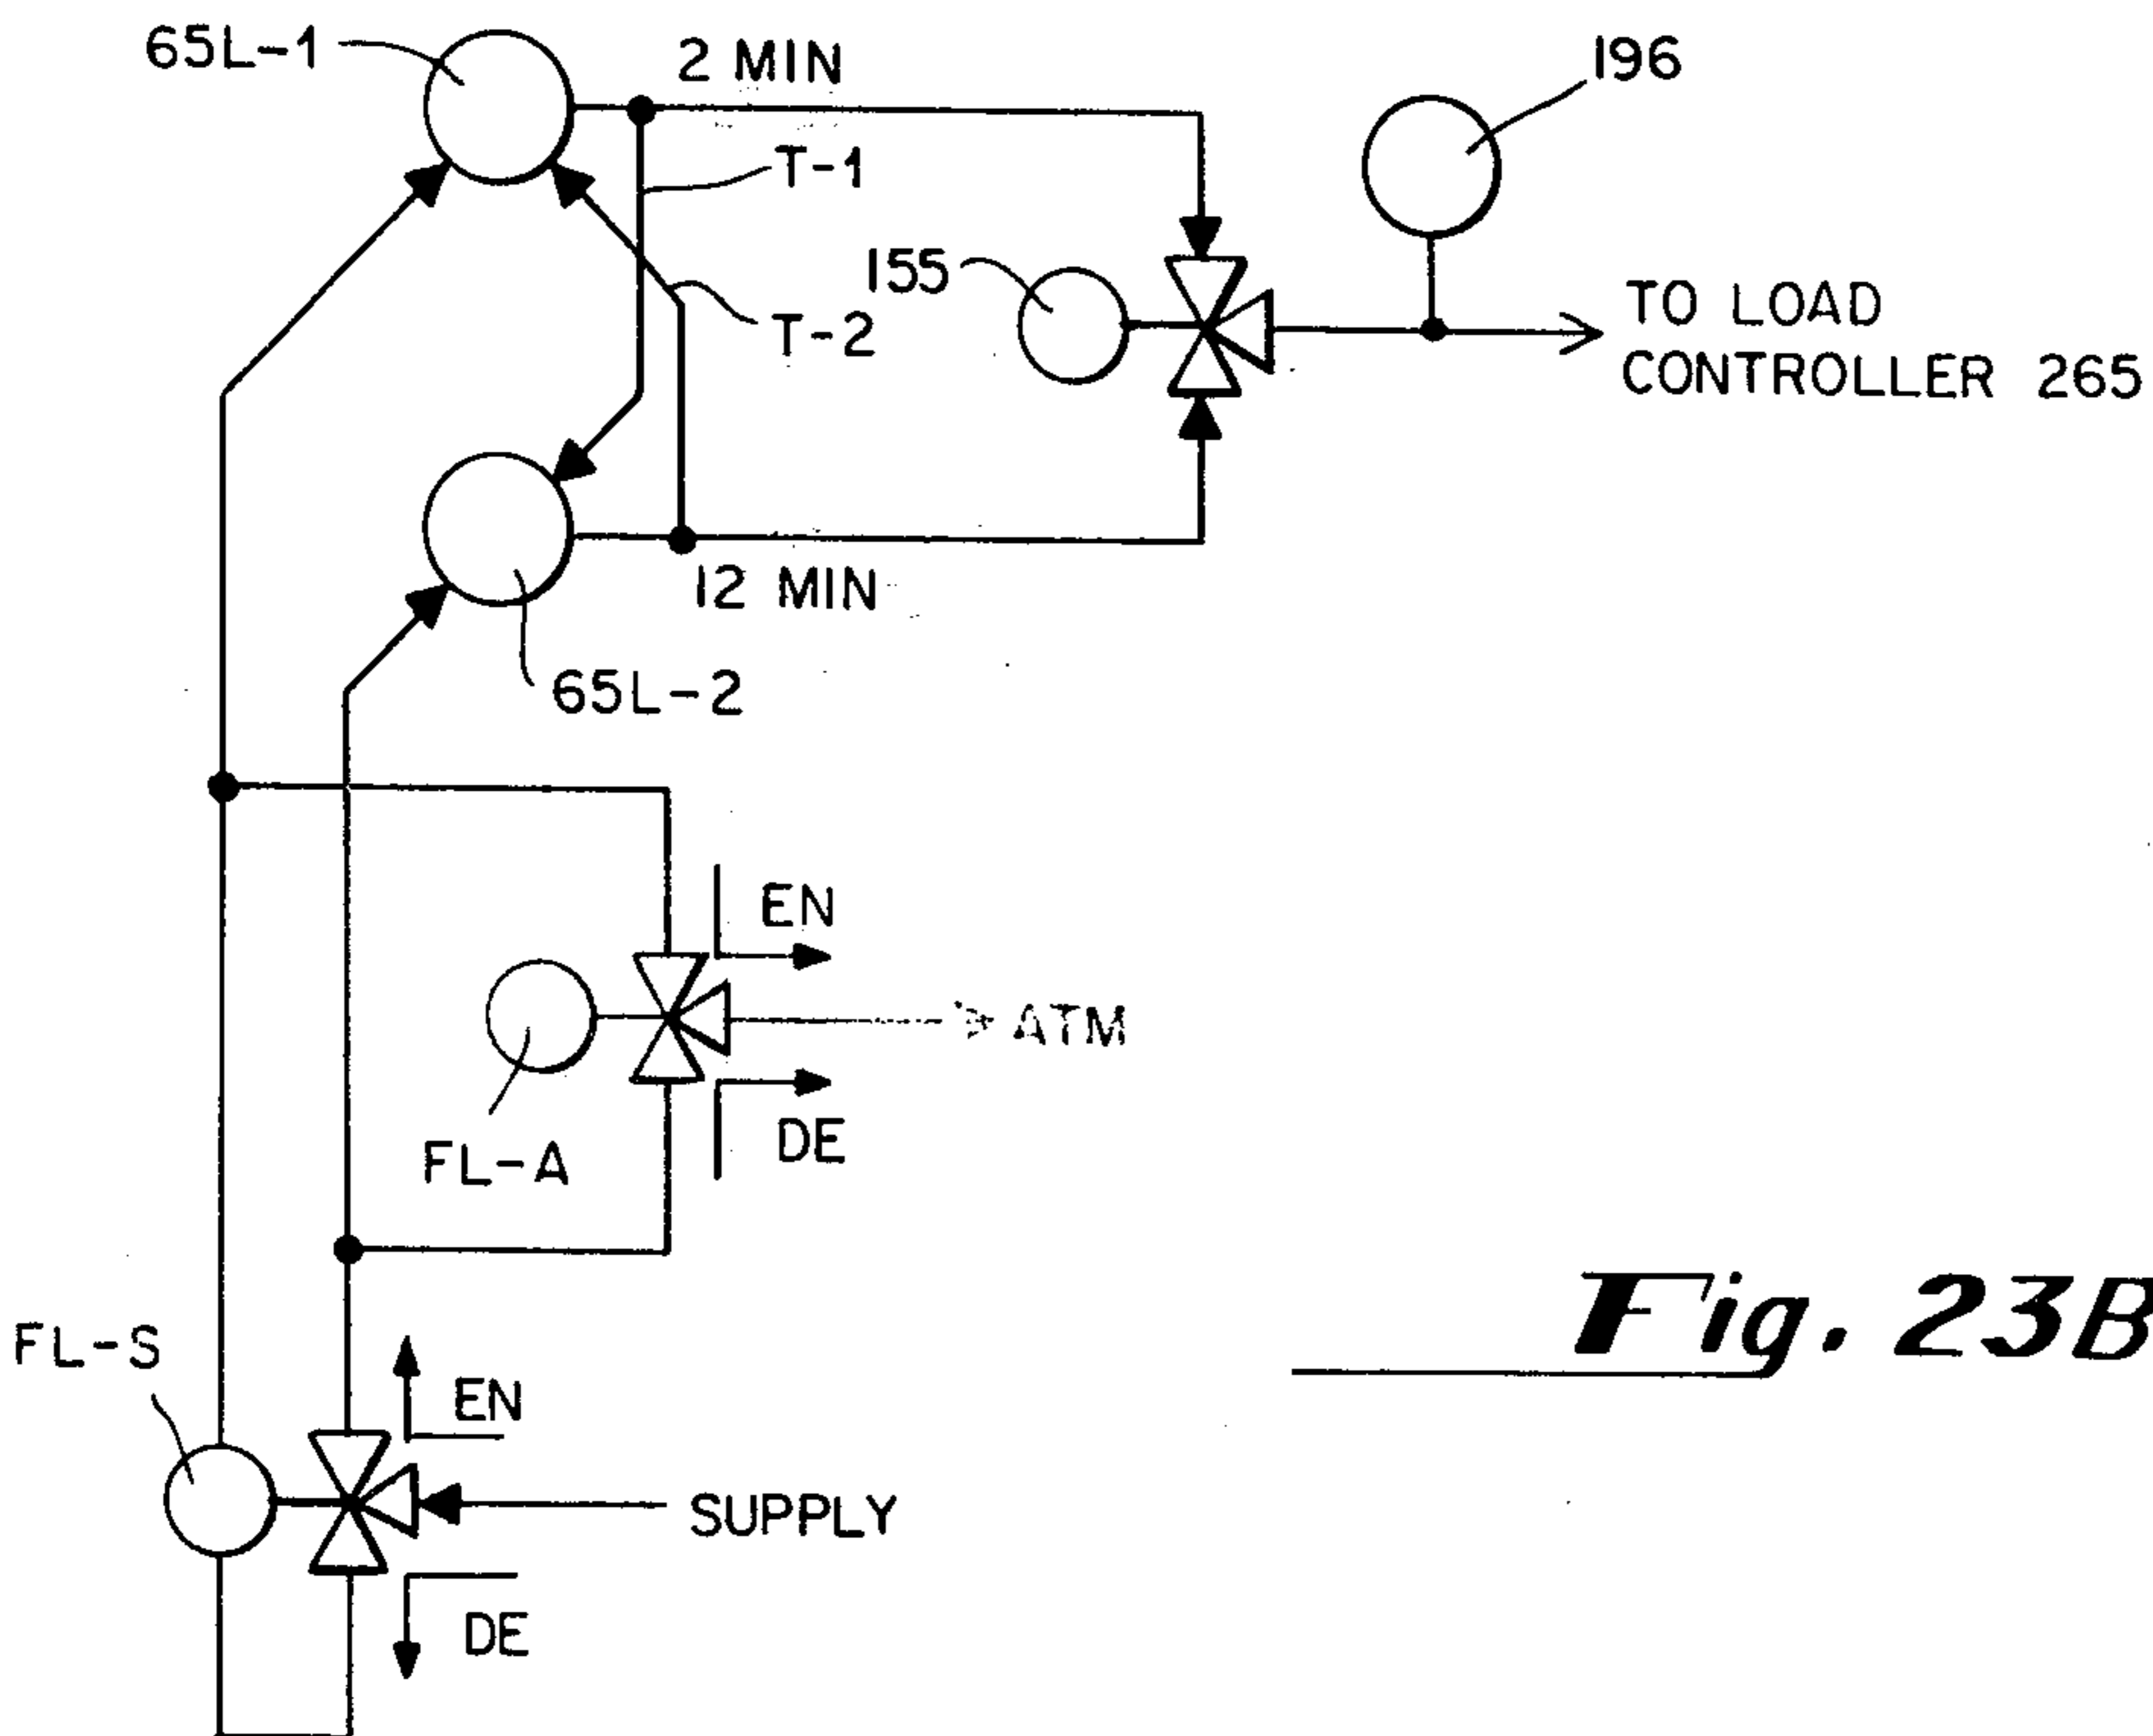 65L-1
2 MIN
196
T-1
155
T-2
TO LOAD
CONTROLLER 265
12 MIN
65L-2
EN
ATM
FL-A
DE
Fig. 23B
FL-S
EN
SUPPLY
DE